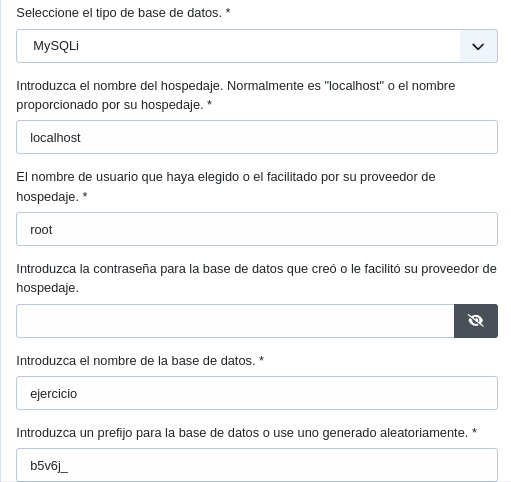 Seleccione el tipo de base de datos. *
MySQLi
Introduzca el nombre del hospedaje. Normalmente es "localhost" o el nombre
proporcionado por su hospedaje. *
localhost
El nombre de usuario que haya elegido o el facilitado por su proveedor de
hospedaje. *
root
Introduzca la contraseña para la base de datos que creó o le facilitó su proveedor de
hospedaje.
Introduzca el nombre de la base de datos. *
ejercicio
Introduzca un prefijo para la base de datos o use uno generado aleatoriamente. *
b5v6j_